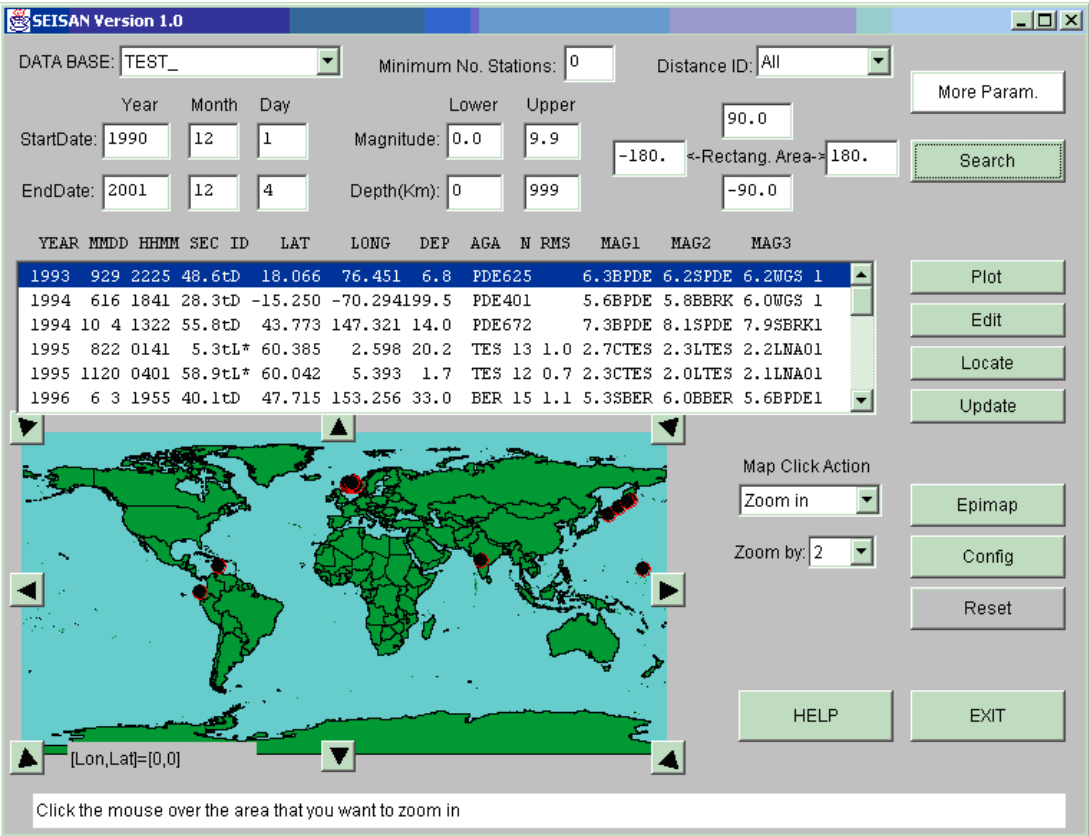 SEISAN Version 1.0
DATA BASE: TEST_ Minimum No. Stations: 0 Distance ID: All
More Param.
Year Month Day Lower Upper
StartDate: 1990 12 1 Magnitude: 0.0 9.9
90.0
-180. <-Rectang. Area-> 180.
Search
EndDate: 2001 12 4 Depth(Km): 0 999
-90.0
YEAR MMDD HHMM SEC ID LAT LONG DEP AGA N RMS MAG1 MAG2 MAG3
1993 929 2225 48.6tD 18.066 76.451 6.8 PDE625 6.3BPDE 6.2SPDE 6.2WGS 1
1994 616 1841 28.3tD -15.250 -70.294199.5 PDE401 5.6BPDE 5.8BBRK 6.0WGS 1
1994 10 4 1322 55.8tD 43.773 147.321 14.0 PDE672 7.3BPDE 8.1SPDE 7.9SBRK1
1995 822 0141 5.3tL* 60.385 2.598 20.2 TES 13 1.0 2.7CTES 2.3LTES 2.2LNAO1
1995 1120 0401 58.9tL* 60.042 5.393 1.7 TES 12 0.7 2.3CTES 2.0LTES 2.1LNAO1
1996 6 3 1955 40.1tD 47.715 153.256 33.0 BER 15 1.1 5.3SBER 6.0BBER 5.6BPDE1
Plot
Edit
Locate
Update
Map Click Action
Zoom in
Zoom by: 2
Epimap
Config
Reset
HELP
EXIT
[Lon,Lat]=[0,0]
Click the mouse over the area that you want to zoom in